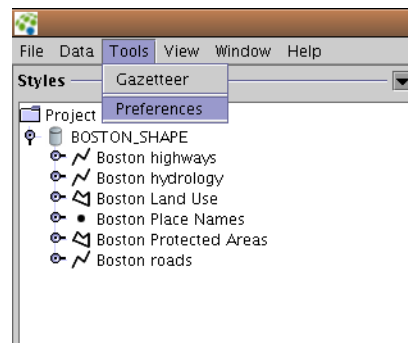 File Data Tools View Window Help
Styles Gazetteer
Project Preferences
BOSTON_SHAPE
Boston highways
Boston hydrology
Boston Land Use
Boston Place Names
Boston Protected Areas
Boston roads